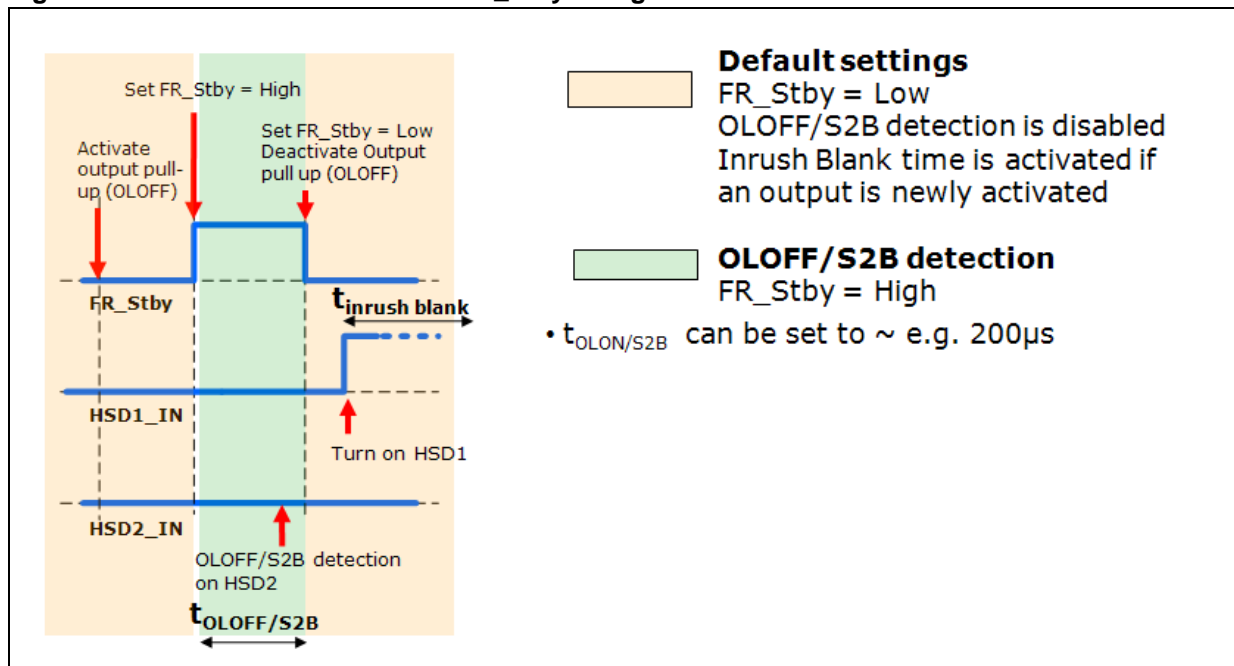 Set FR_Stby = High
Activate
output pull-
up (OLOFF)
Set FR_Stby = Low
Deactivate Output
pull up (OLOFF)
FR_Stby
tinrush blank
HSD1_IN
Turn on HSD1
HSD2_IN
OLOFF/S2B detection
on HSD2
tOLOFF/S2B
Default settings
FR_Stby = Low
OLOFF/S2B detection is disabled
Inrush Blank time is activated if
an output is newly activated
OLOFF/S2B detection
FR_Stby = High
• tOLON/S2B can be set to ~ e.g. 200µs